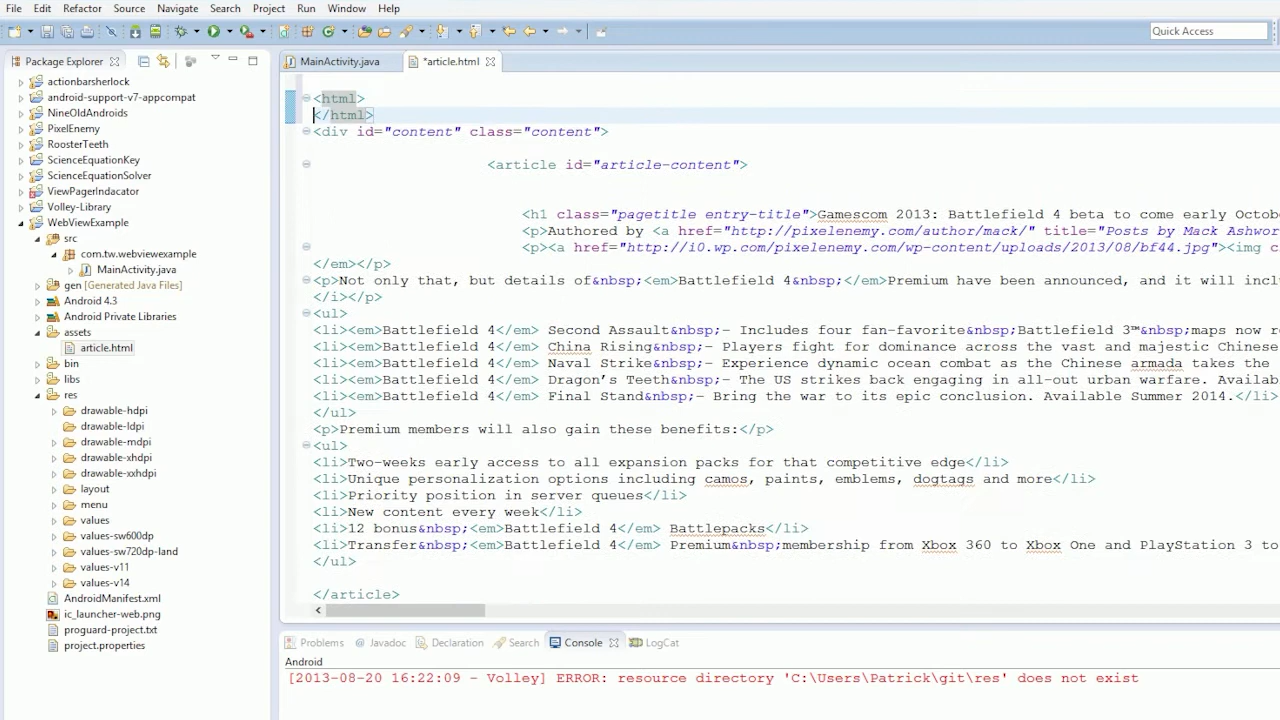 File Edit Refactor Source Navigate Search Project Run Window Help
Quick Access
Package Explorer
MainActivity.java
*article.html
actionbarsherlock
android-support-v7-appcompat
NineOldAndroids
PixelEnemy
RoosterTeeth
ScienceEquationKey
ScienceEquationSolver
ViewPagerIndacator
Volley-Library
WebViewExample
src
com.tw.webviewexample
MainActivity.java
gen [Generated Java Files]
Android 4.3
Android Private Libraries
assets
article.html
bin
libs
res
drawable-hdpi
drawable-ldpi
drawable-mdpi
drawable-xhdpi
drawable-xxhdpi
layout
menu
values
values-sw600dp
values-sw720dp-land
values-v11
values-v14
AndroidManifest.xml
ic_launcher-web.png
proguard-project.txt
project.properties
<html>
</html>
<div id="content" class="content">
<article id="article-content">
<h1 class="pagetitle entry-title">Gamescom 2013: Battlefield 4 beta to come early Octob
<p>Authored by <a href="http://pixelenemy.com/author/mack/" title="Posts by Mack Ashwor
<p><a href="http://i0.wp.com/pixelenemy.com/wp-content/uploads/2013/08/bf44.jpg"><img c
</em></p>
<p>Not only that, but details of&nbsp;<em>Battlefield 4&nbsp;</em>Premium have been announced, and it will incl
</i></p>
<ul>
<li><em>Battlefield 4</em> Second Assault&nbsp;– Includes four fan-favorite&nbsp;Battlefield 3™&nbsp;maps now r
<li><em>Battlefield 4</em> China Rising&nbsp;– Players fight for dominance across the vast and majestic Chinese
<li><em>Battlefield 4</em> Naval Strike&nbsp;– Experience dynamic ocean combat as the Chinese armada takes the
<li><em>Battlefield 4</em> Dragon’s Teeth&nbsp;– The US strikes back engaging in all-out urban warfare. Availab
<li><em>Battlefield 4</em> Final Stand&nbsp;– Bring the war to its epic conclusion. Available Summer 2014.</li>
</ul>
<p>Premium members will also gain these benefits:</p>
<ul>
<li>Two-weeks early access to all expansion packs for that competitive edge</li>
<li>Unique personalization options including camos, paints, emblems, dogtags and more</li>
<li>Priority position in server queues</li>
<li>New content every week</li>
<li>12 bonus&nbsp;<em>Battlefield 4</em> Battlepacks</li>
<li>Transfer&nbsp;<em>Battlefield 4</em> Premium&nbsp;membership from Xbox 360 to Xbox One and PlayStation 3 to
</ul>
</article>
Problems Javadoc Declaration Search Console LogCat
Android
[2013-08-20 16:22:09 - Volley] ERROR: resource directory 'C:\Users\Patrick\git\res' does not exist